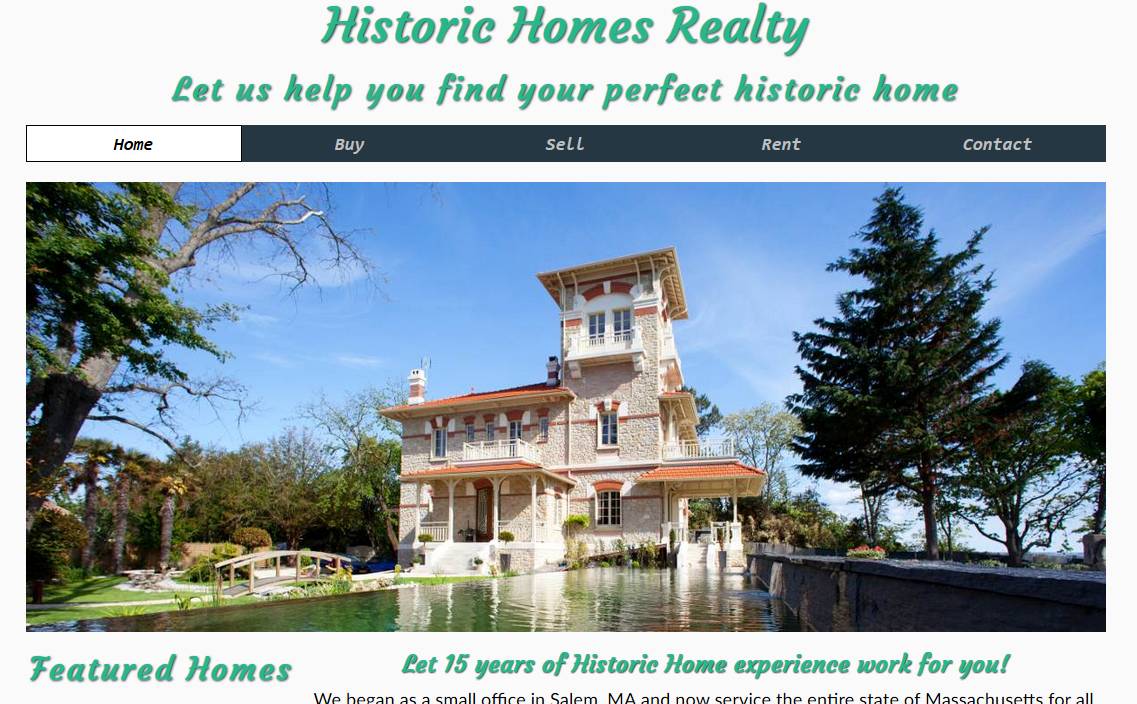 Historic Homes Realty
Let us help you find your perfect historic home
Home Buy Sell Rent Contact
Featured Homes
Let 15 years of Historic Home experience work for you!
We began as a small office in Salem, MA and now service the entire state of Massachusetts for all